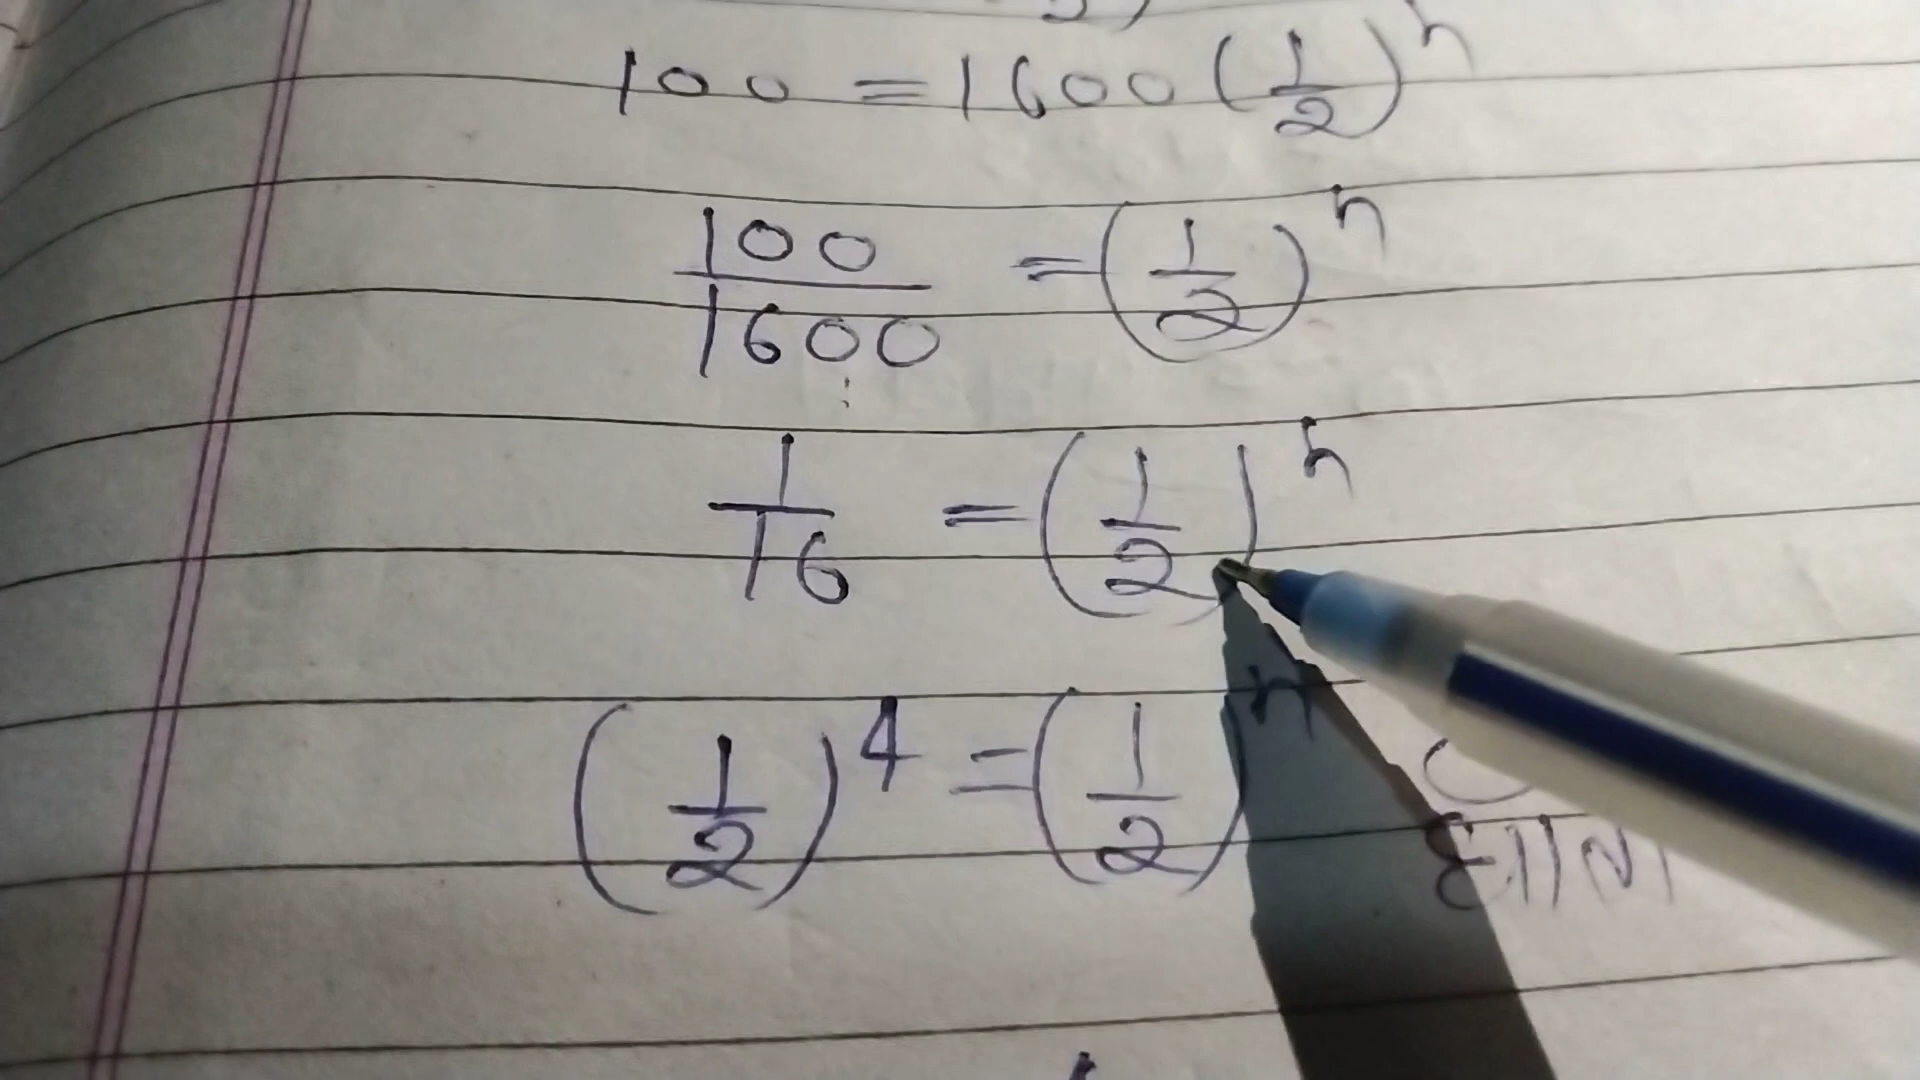 100 = 1600 (1/2)^n
100/1600 = (1/2)^n
1/16 = (1/2)^n
(1/2)^4 = (1/2)^n